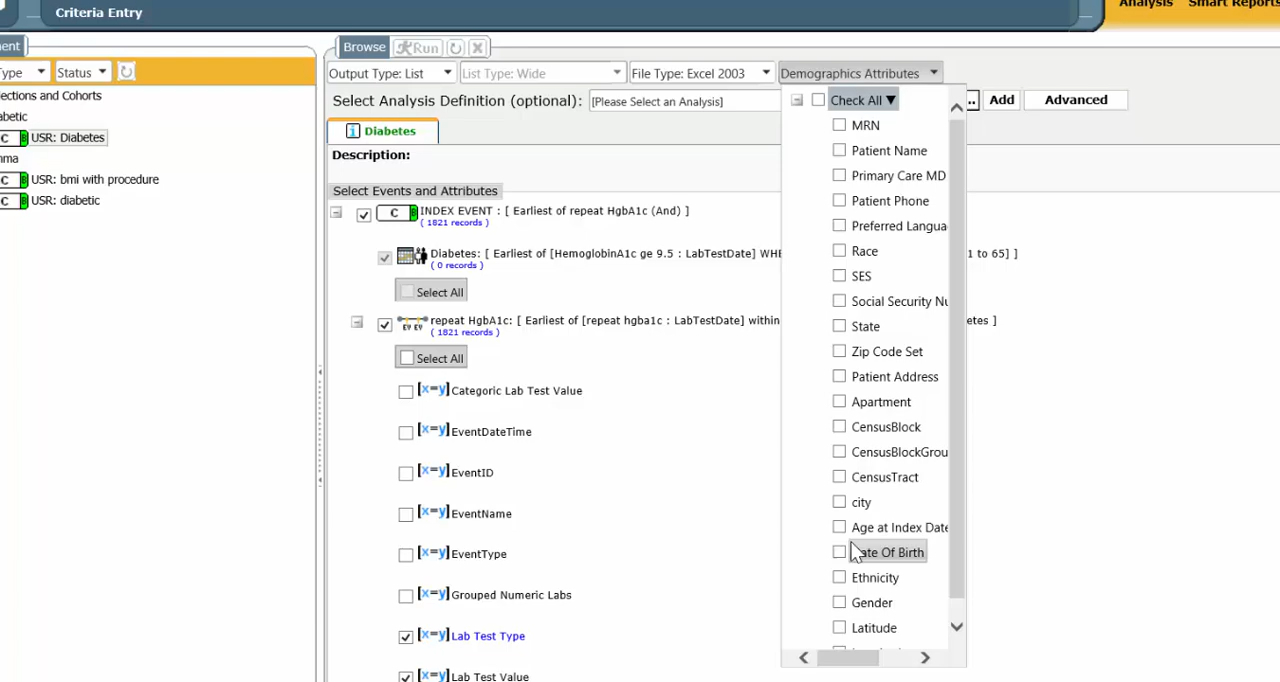 Criteria Entry
Analysis Smart Reports
Browse Run
Status
Output Type: List List Type: Wide File Type: Excel 2003 Demographics Attributes
Select Analysis Definition (optional): [Please Select an Analysis] Add Advanced
USR: Diabetes
USR: bmi with procedure
USR: diabetic
Diabetes
Description:
Select Events and Attributes
C INDEX EVENT : [ Earliest of repeat HgbA1c (And) ]
( 1821 records )
Diabetes: [ Earliest of [HemoglobinA1c ge 9.5 : LabTestDate] WHE 1 to 65] ]
( 0 records )
Select All
repeat HgbA1c: [ Earliest of [repeat hgba1c : LabTestDate] within etes ]
( 1821 records )
Select All
[x=y] Categoric Lab Test Value
[x=y] EventDateTime
[x=y] EventID
[x=y] EventName
[x=y] EventType
[x=y] Grouped Numeric Labs
[x=y] Lab Test Type
[x=y] Lab Test Value
Check All ▼
MRN
Patient Name
Primary Care MD
Patient Phone
Preferred Langua
Race
SES
Social Security Nu
State
Zip Code Set
Patient Address
Apartment
CensusBlock
CensusBlockGrou
CensusTract
city
Age at Index Date
ate Of Birth
Ethnicity
Gender
Latitude